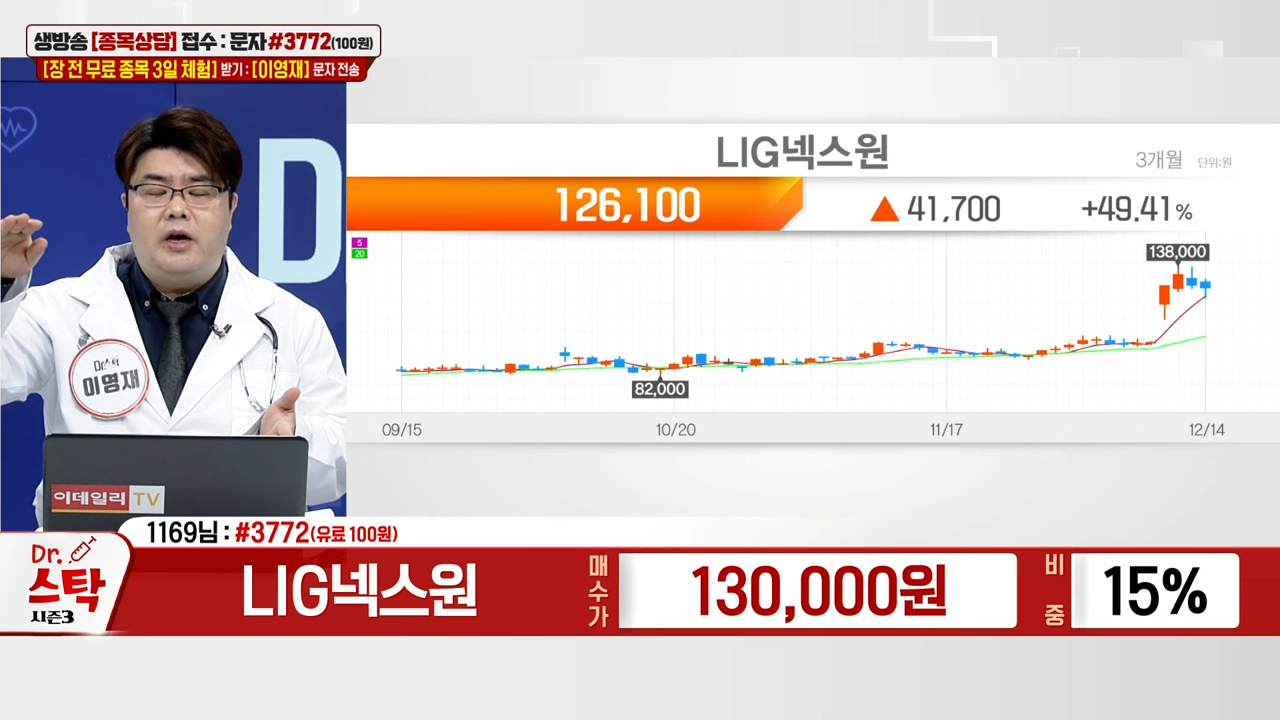 생방송 [종목상담] 접수 : 문자#3772(100원)
[장 전 무료 종목 3일 체험] 받기 : [이영재] 문자 전송
D
LIG넥스원
3개월 단위:원
126,100 ▲ 41,700 +49.41%
5
20
138,000
82,000
09/15 10/20 11/17 12/14
Dr.스탁
이영재
이데일리 TV
1169님 : #3772(유료 100원)
Dr.
스탁
시즌3
LIG넥스원 매수가 130,000원 비중 15%